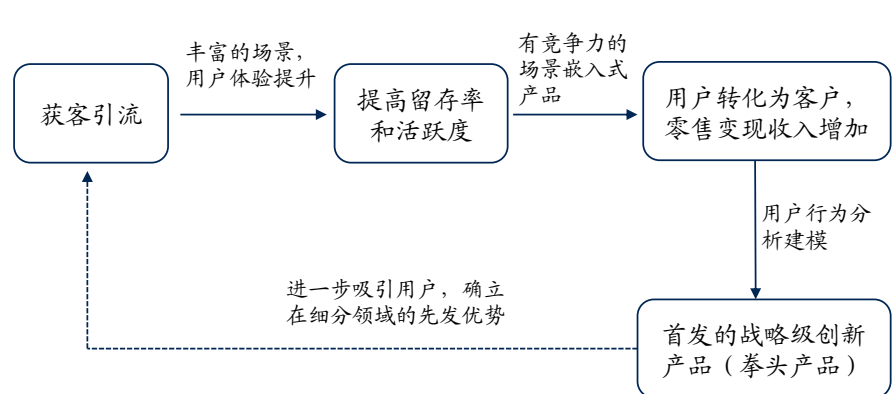 丰富的场景，
用户体验提升
有竞争力的
场景嵌入式
产品
获客引流
提高留存率
和活跃度
用户转化为客户，
零售变现收入增加
用户行为分
析建模
进一步吸引用户，确立
在细分领域的先发优势
首发的战略级创新
产品（拳头产品）